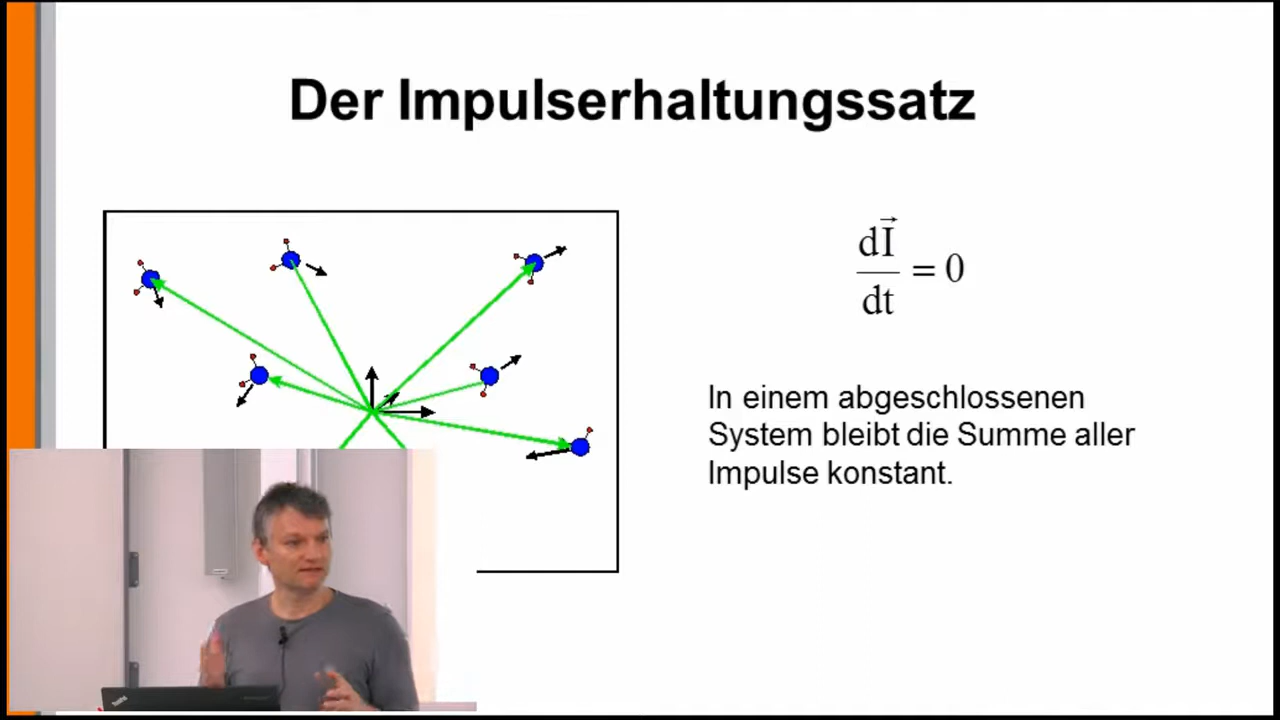 Der Impulserhaltungssatz
dI⃗
/dt = 0
In einem abgeschlossenen
System bleibt die Summe aller
Impulse konstant.